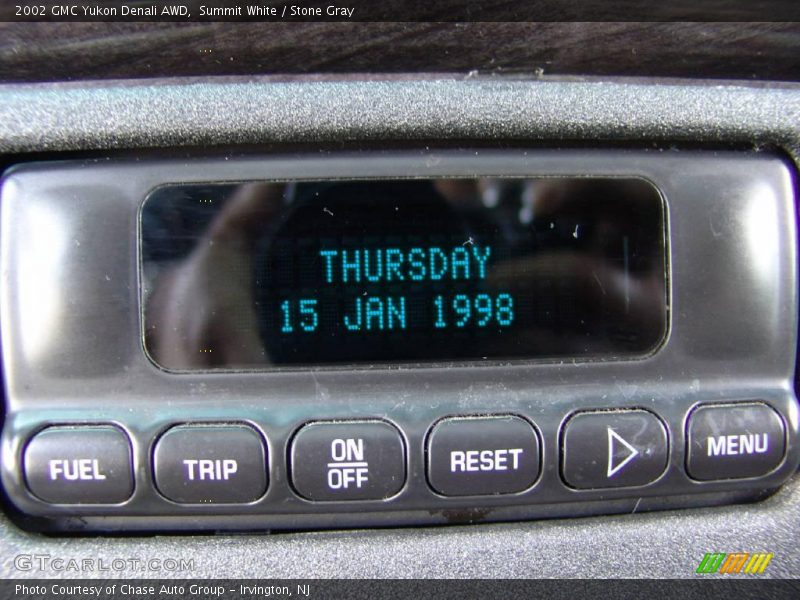 2002 GMC Yukon Denali AWD, Summit White / Stone Gray
THURSDAY
15 JAN 1998
FUEL
TRIP
ON
OFF
RESET
MENU
GTCARLOT.COM
Photo Courtesy of Chase Auto Group - Irvington, NJ